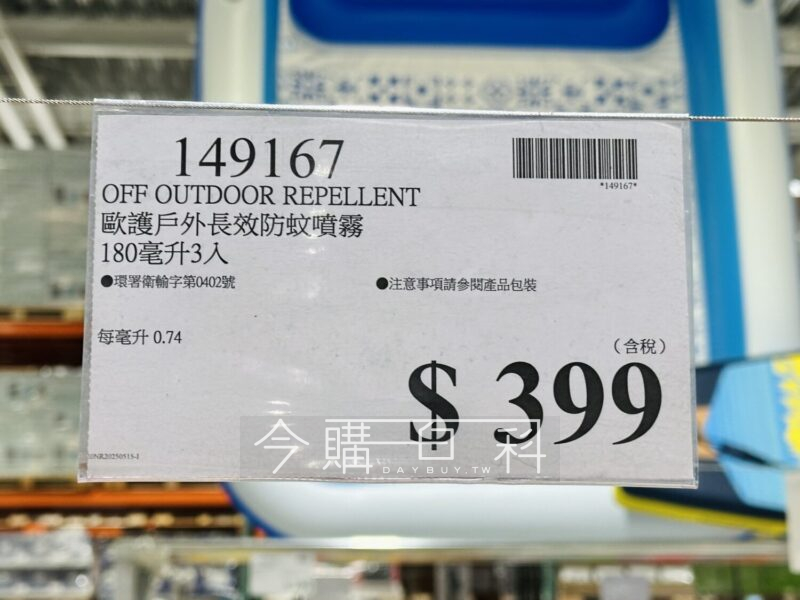 149167
*149167*
OFF OUTDOOR REPELLENT
歐護戶外長效防蚊噴霧
180毫升3入
●環署衛輸字第0402號
●注意事項請參閱產品包裝
每毫升 0.74
（含稅）
$ 399
今購百科
DAYBUY.TW